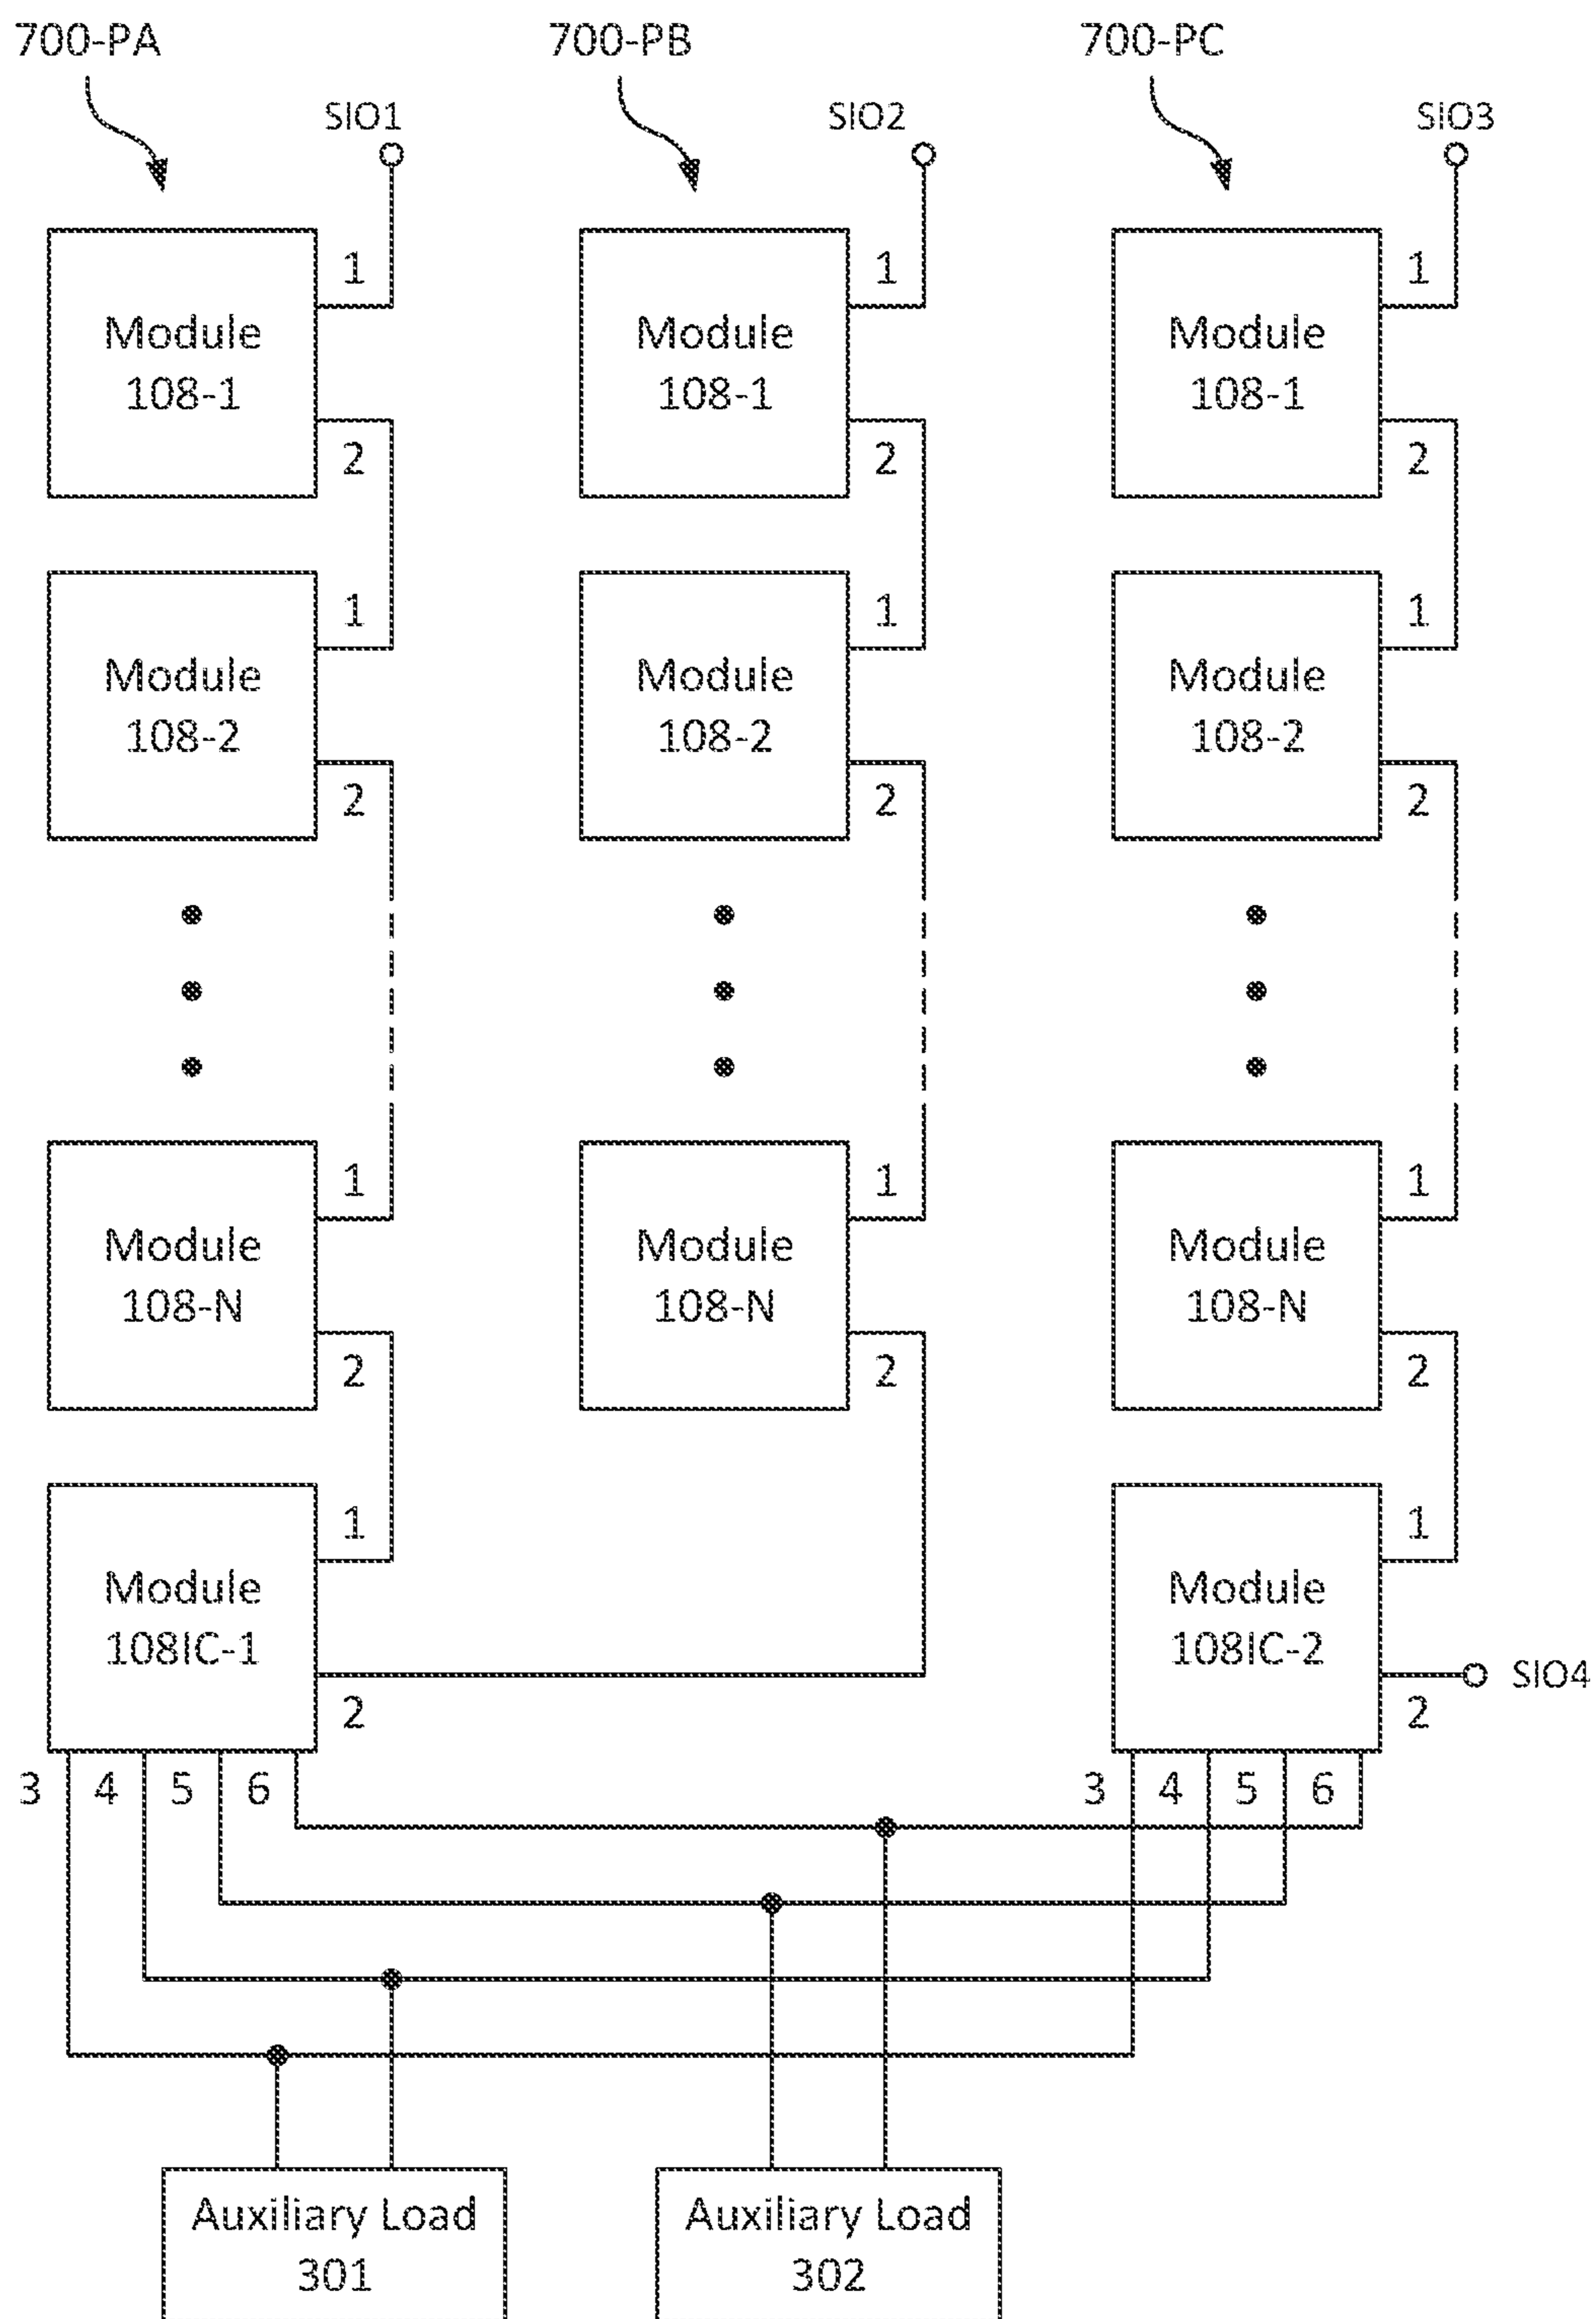 700-PA
700-PB
700-PC
SIO1
SIO2
SIO3
1
1
1
Module
108-1
Module
108-1
Module
108-1
2
2
2
1
1
1
Module
108-2
Module
108-2
Module
108-2
2
2
2
1
1
1
Module
108-N
Module
108-N
Module
108-N
2
2
2
1
1
Module
108IC-1
Module
108IC-2
SIO4
2
2
3 4 5 6
3 4 5 6
Auxiliary Load
301
Auxiliary Load
302